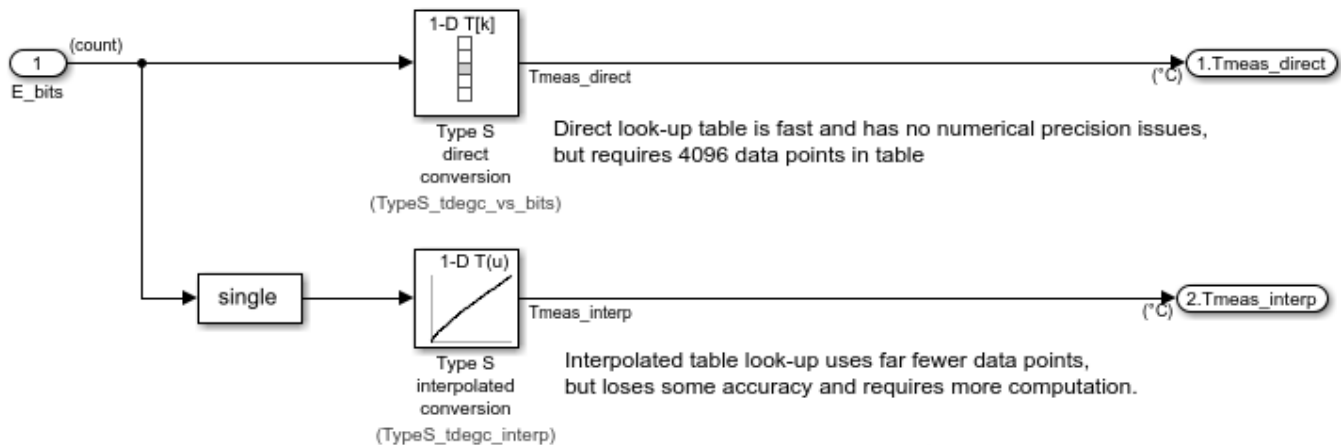 1-D T[k]
(count)
1
E_bits
Tmeas_direct
(°C)
1.Tmeas_direct
Type S
direct
conversion
(TypeS_tdegc_vs_bits)
Direct look-up table is fast and has no numerical precision issues,
but requires 4096 data points in table
single
1-D T(u)
Tmeas_interp
(°C)
2.Tmeas_interp
Type S
interpolated
conversion
(TypeS_tdegc_interp)
Interpolated table look-up uses far fewer data points,
but loses some accuracy and requires more computation.